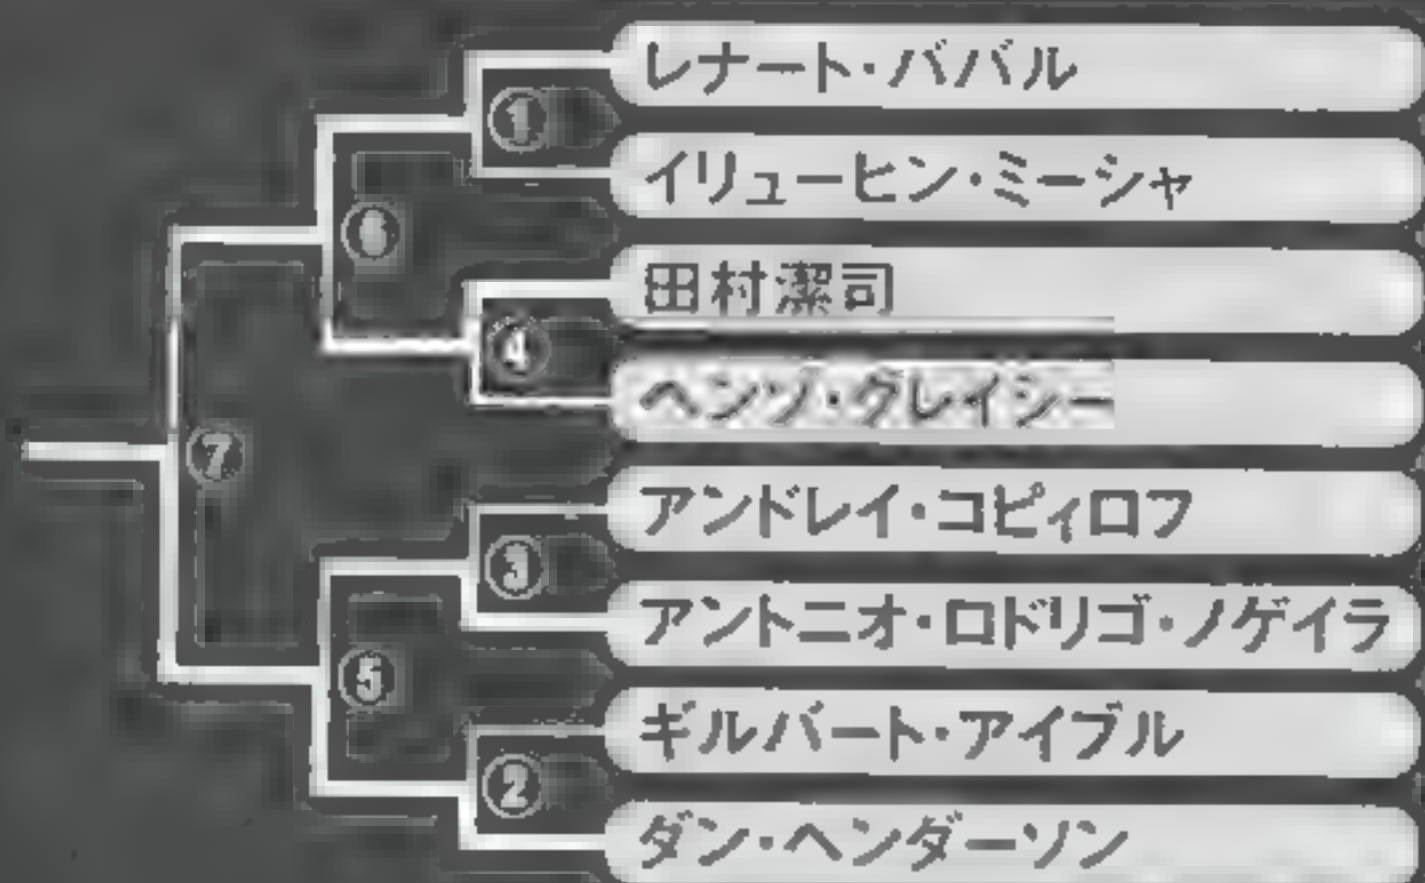 レナート・ババル
①
イリューヒン・ミーシャ
⑥
田村潔司
④
ヘンゾ・グレイシー
⑦
アンドレイ・コピィロフ
③
アントニオ・ロドリゴ・ノゲイラ
⑤
ギルバート・アイブル
②
ダン・ヘンダーソン